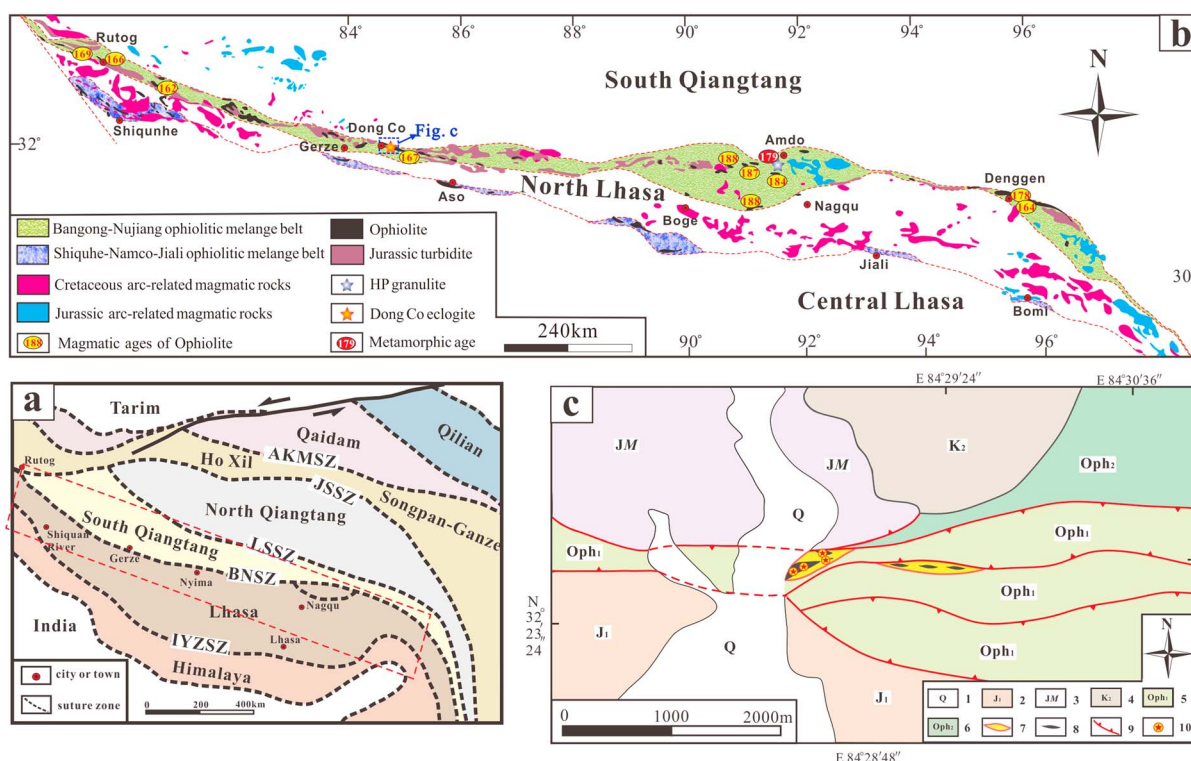 84°
86°
90°
92°
94°
96°
b
Rutog
169
166
162
South Qiangtang
N
Shiqunhe
32°
Dong Co
Fig. c
Gerze
167
Amdo
179
188
187
184
188
North Lhasa
Aso
Nagqu
Boge
Denggen
178
164
Jiali
30
Central Lhasa
Bomi
Bangong-Nujiang ophiolitic melange belt
Ophiolite
Shiquhe-Namco-Jiali ophiolitic melange belt
Jurassic turbidite
Cretaceous arc-related magmatic rocks
HP granulite
Jurassic arc-related magmatic rocks
Dong Co eclogite
188 Magmatic ages of Ophiolite
179 Metamorphic age
240km
90°
92°
94°
96°
a
Tarim
Qaidam
Qilian
Rutog
Ho Xil
AKMSZ
JSSZ
Songpan-Ganze
North Qiangtang
South Qiangtang
LSSZ
Shiquan
River
Gerze
Nyima
BNSZ
Nagqu
Lhasa
India
IYZSZ
Lhasa
Himalaya
city or town
suture zone
0 200 400km
E 84°29′24″
E 84°30′36″
c
JM
JM
K2
Oph2
Q
Oph1
Oph1
Oph1
N
32°
23″
24
J1
Q
Oph1
J1
N
0 1000 2000m
Q 1 J1 2 JM 3 K2 4 Oph1 5
Oph2 6 7 8 9 10
E 84°28′48″